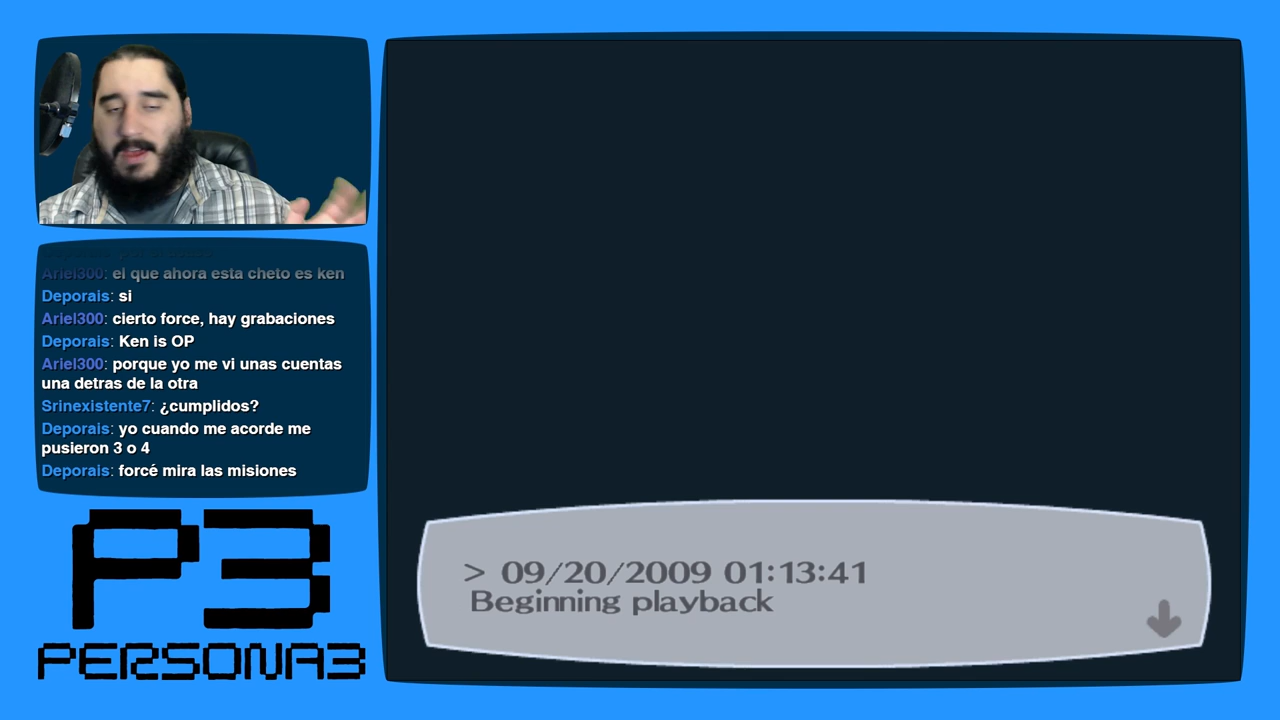 Ariel300: el que ahora esta cheto es ken
Deporais: si
Ariel300: cierto force, hay grabaciones
Deporais: Ken is OP
Ariel300: porque yo me vi unas cuentas
una detras de la otra
Srinexistente7: ¿cumplidos?
Deporais: yo cuando me acorde me
pusieron 3 o 4
Deporais: forcé mira las misiones
P3
PERSONA3
> 09/20/2009 01:13:41
Beginning playback